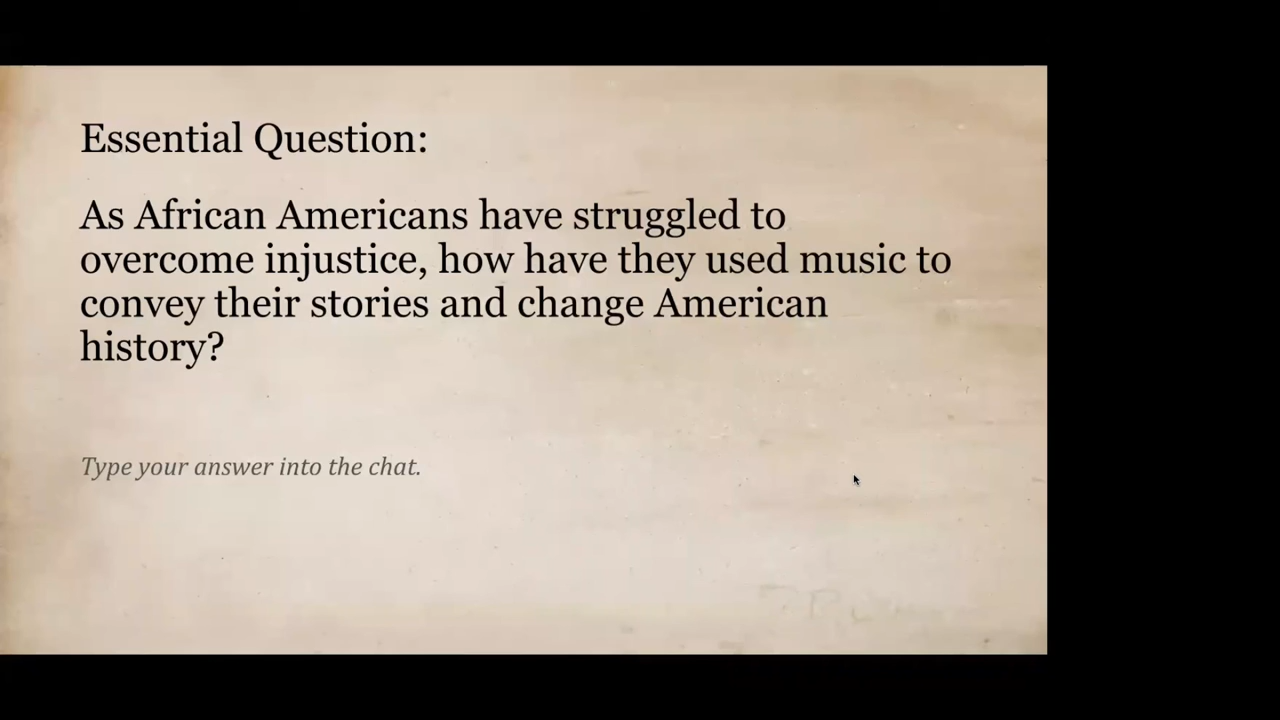 Essential Question:
As African Americans have struggled to
overcome injustice, how have they used music to
convey their stories and change American
history?
Type your answer into the chat.